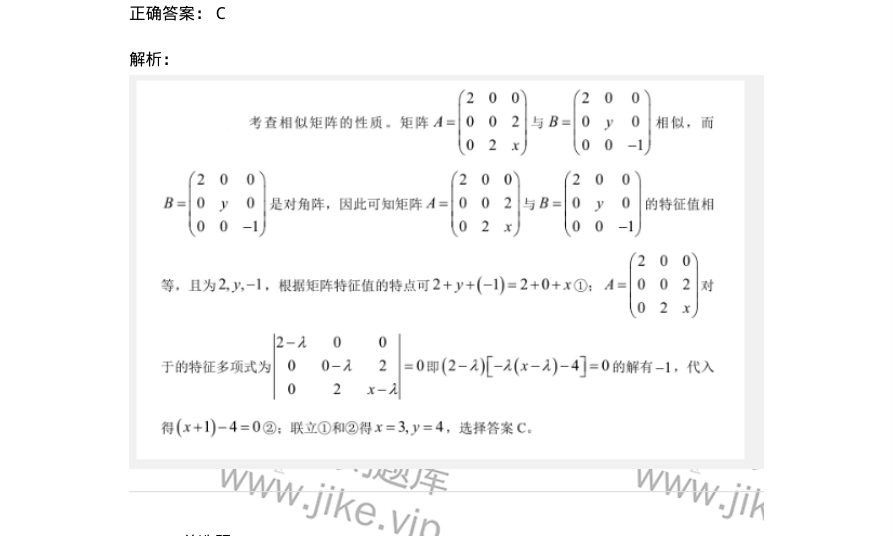 正确答案： C
解析：
考查相似矩阵的性质。矩阵 A=(2 0 0; 0 0 2; 0 2 x) 与 B=(2 0 0; 0 y 0; 0 0 −1) 相似，而
B=(2 0 0; 0 y 0; 0 0 −1) 是对角阵，因此可知矩阵 A=(2 0 0; 0 0 2; 0 2 x) 与 B=(2 0 0; 0 y 0; 0 0 −1) 的特征值相
等，且为 2, y, −1，根据矩阵特征值的特点可 2+y+(−1)=2+0+x①； A=(2 0 0; 0 0 2; 0 2 x) 对
于的特征多项式为 |2−λ 0 0; 0 0−λ 2; 0 2 x−λ| =0即(2−λ)[−λ(x−λ)−4]=0的解有−1，代入
得(x+1)−4=0②；联立①和②得x=3, y=4，选择答案 C。
题库
www.jike.vip
www.jik